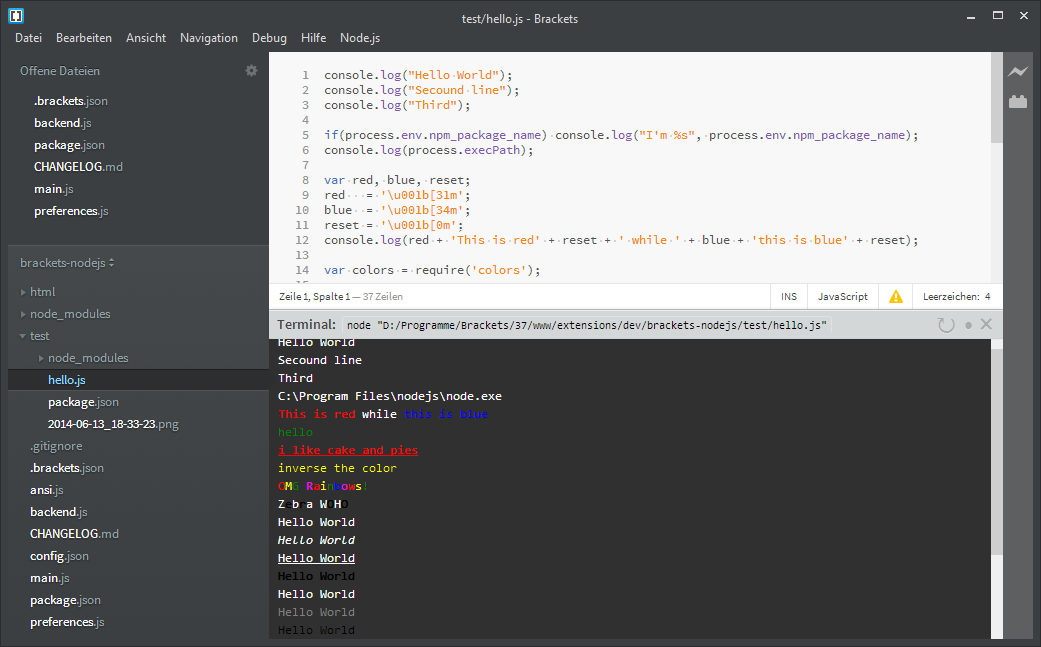 test/hello.js - Brackets
Datei Bearbeiten Ansicht Navigation Debug Hilfe Node.js
Offene Dateien
.brackets.json
backend.js
package.json
CHANGELOG.md
main.js
preferences.js
brackets-nodejs
html
node_modules
test
node_modules
hello.js
package.json
2014-06-13_18-33-23.png
.gitignore
.brackets.json
ansi.js
backend.js
CHANGELOG.md
config.json
main.js
package.json
preferences.js
1 console.log("Hello World");
2 console.log("Secound line");
3 console.log("Third");
4
5 if(process.env.npm_package_name) console.log("I'm %s", process.env.npm_package_name);
6 console.log(process.execPath);
7
8 var red, blue, reset;
9 red   = '\u001b[31m';
10 blue  = '\u001b[34m';
11 reset = '\u001b[0m';
12 console.log(red + 'This is red' + reset + ' while ' + blue + 'this is blue' + reset);
13
14 var colors = require('colors');
Zeile 1, Spalte 1 — 37 Zeilen INS JavaScript Leerzeichen: 4
Terminal: node "D:/Programme/Brackets/37/www/extensions/dev/brackets-nodejs/test/hello.js"
Hello World
Secound line
Third
C:\Program Files\nodejs\node.exe
This is red while this is blue
hello
i like cake and pies
inverse the color
OMG Rainbows!
Zebra WOHO
Hello World
Hello World
Hello World
Hello World
Hello World
Hello World
Hello World